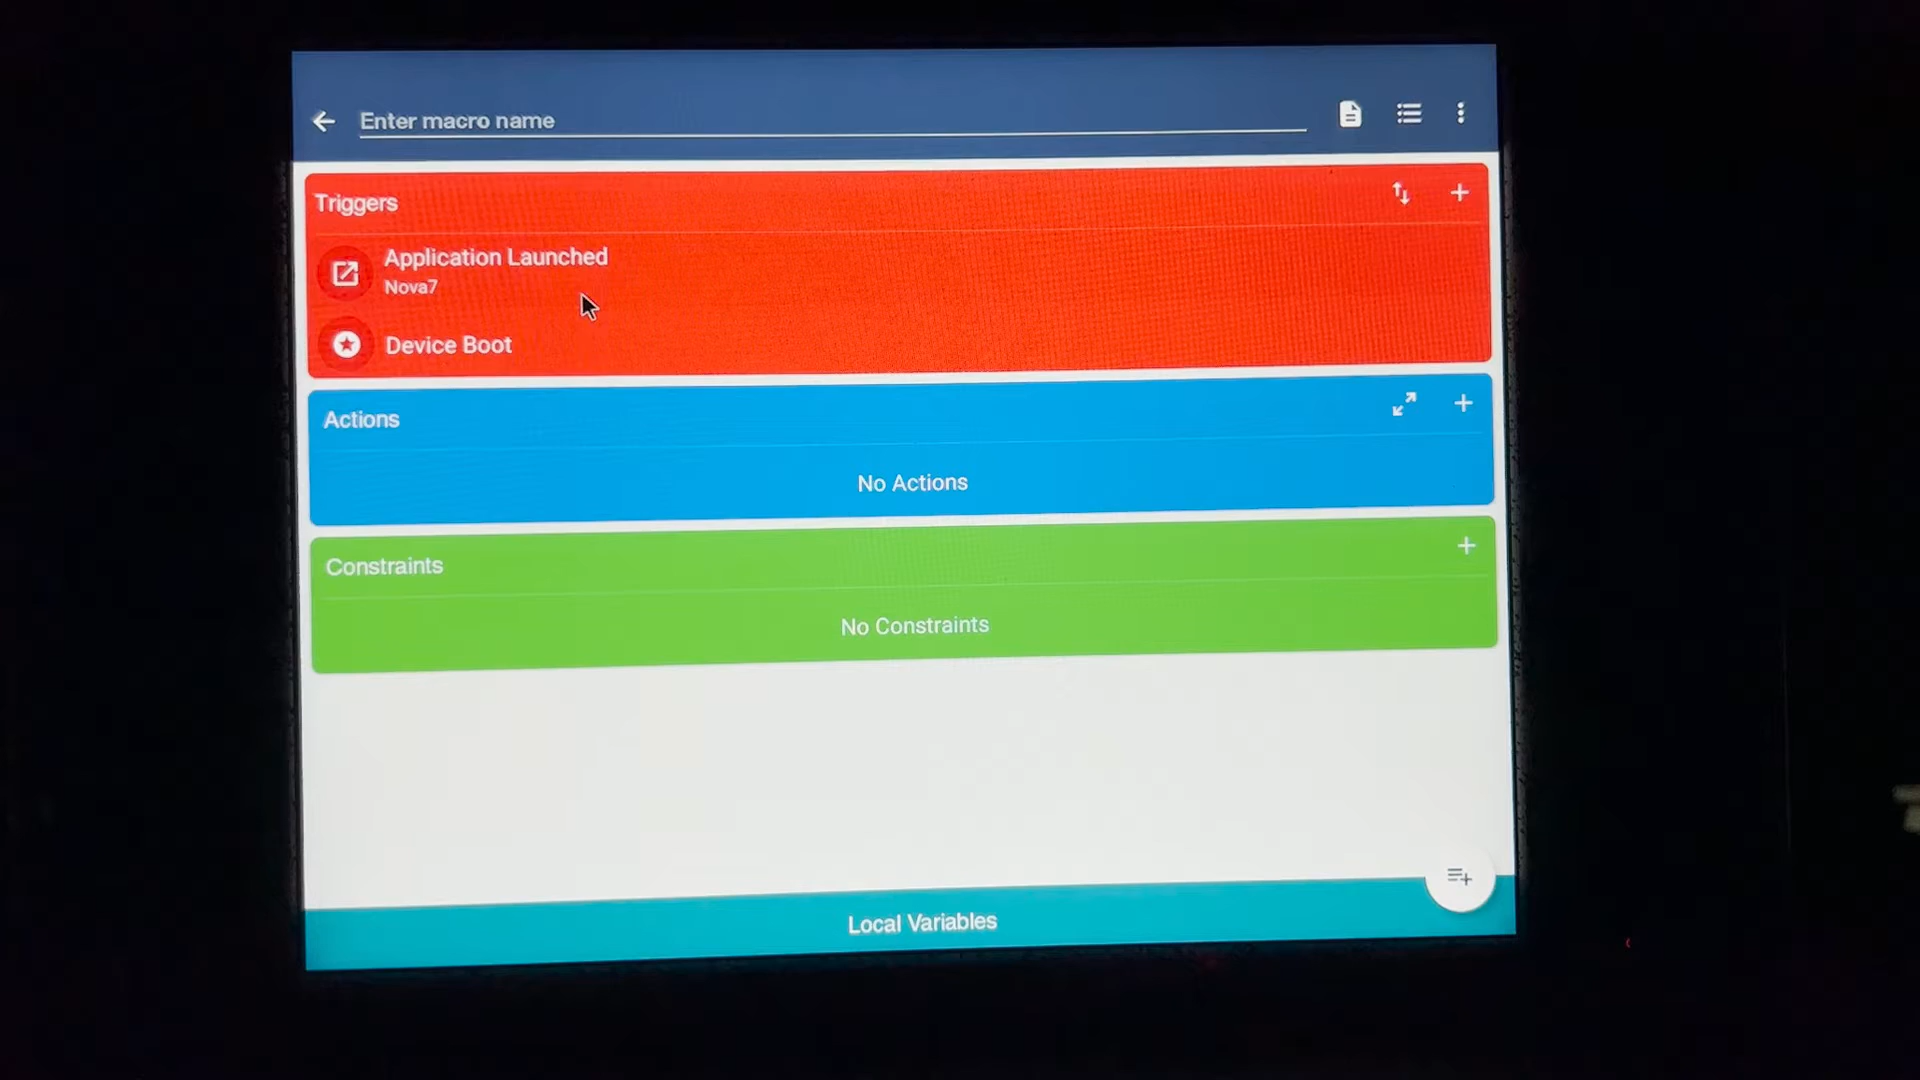 Enter macro name
Triggers
Application Launched
Nova7
Device Boot
Actions
No Actions
Constraints
No Constraints
Local Variables